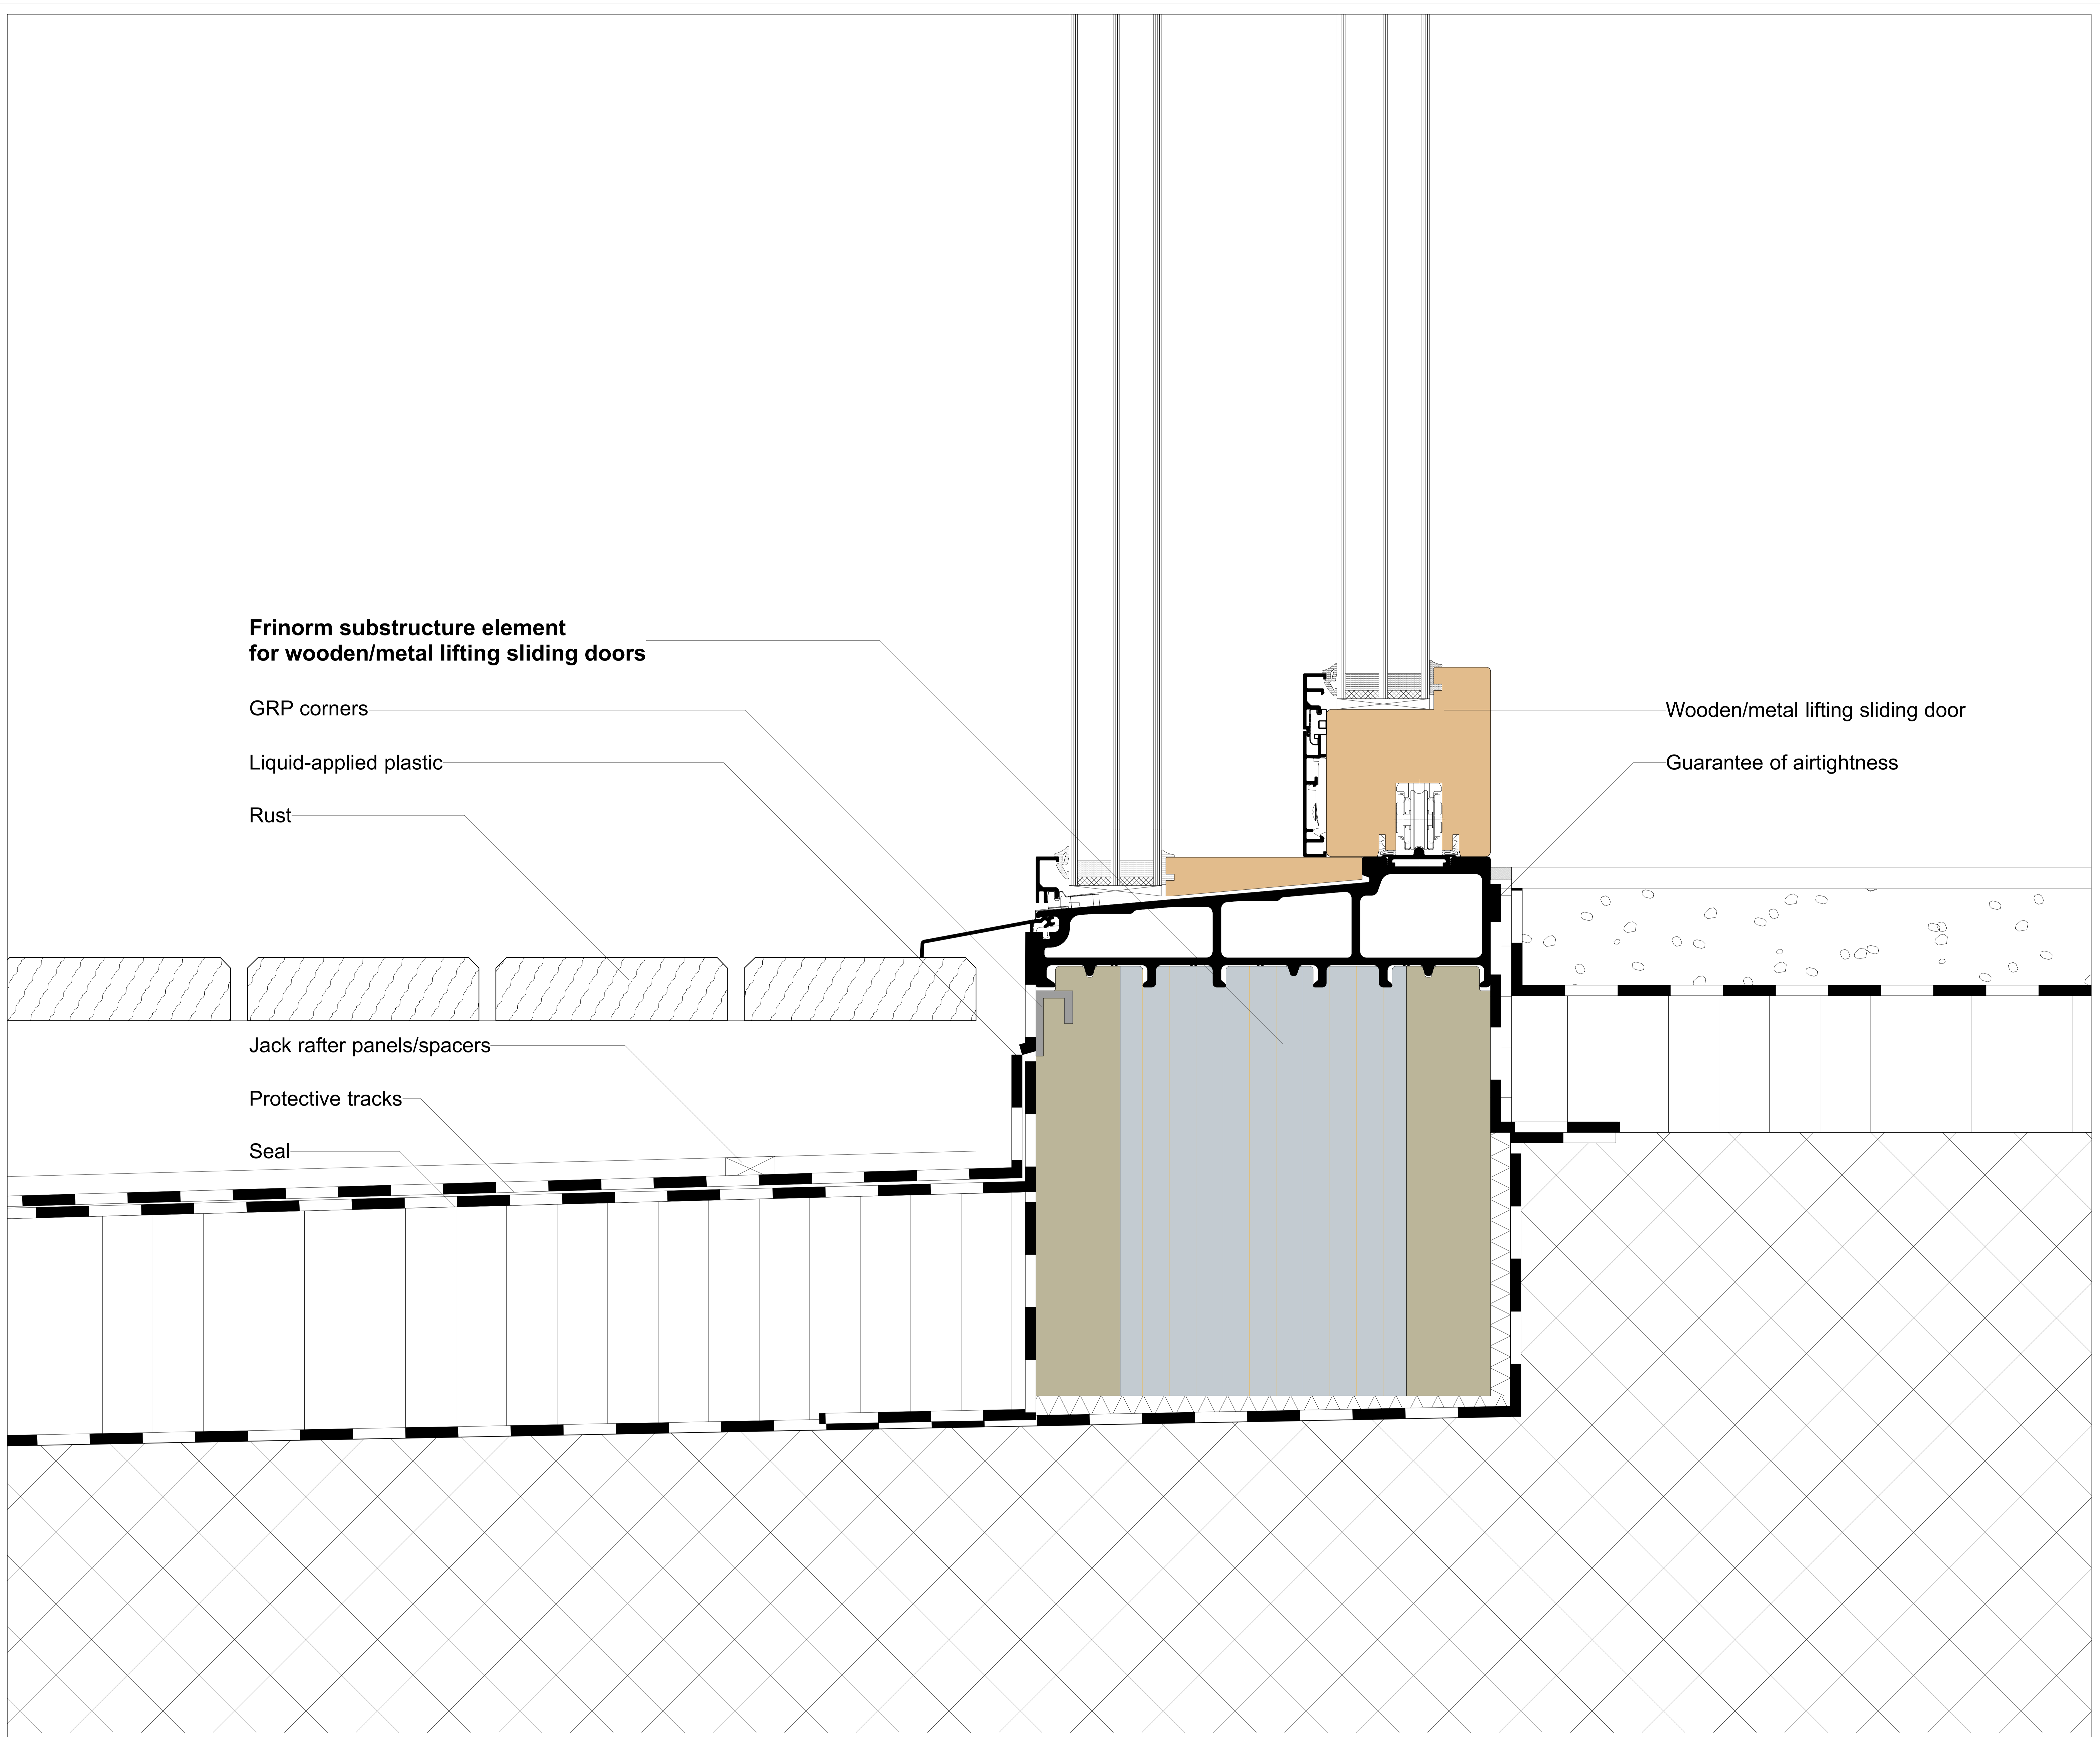 Frinorm substructure element
for wooden/metal lifting sliding doors
GRP corners
Liquid-applied plastic
Rust
Jack rafter panels/spacers
Protective tracks
Seal
Wooden/metal lifting sliding door
Guarantee of airtightness